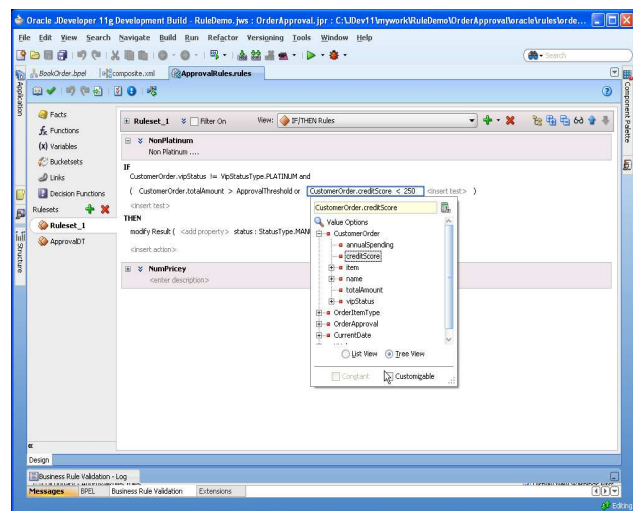 Oracle JDeveloper 11g Development Build - RuleDemo.jws : OrderApproval.jpr : C:\JDev11\mywork\RuleDemo\OrderApproval\oracle\rules\orde...
File Edit View Search Navigate Build Run Refactor Versioning Tools Window Help
Search
BookOrder.bpel composite.xml ApprovalRules.rules
Application
Component Palette
Structure
Facts
Functions
(x) Variables
Bucketsets
Links
Decision Functions
Rulesets
Ruleset_1
ApprovalDT
Ruleset_1 Filter On View: IF/THEN Rules
NonPlatinum
Non Platinum ....
IF
CustomerOrder.vipStatus != VipStatusType.PLATINUM and
( CustomerOrder.totalAmount > ApprovalThreshold or CustomerOrder.creditScore < 250 <insert test> )
<insert test>
THEN
modify Result ( <add property> status : StatusType.MAN
<insert action>
NumPricey
<enter description>
CustomerOrder.creditScore
Value Options
CustomerOrder
annualSpending
creditScore
item
name
totalAmount
vipStatus
OrderItemType
OrderApproval
CurrentDate
List View Tree View
Constant Customizable
Design
Business Rule Validation - Log
Messages BPEL Business Rule Validation Extensions
Editing